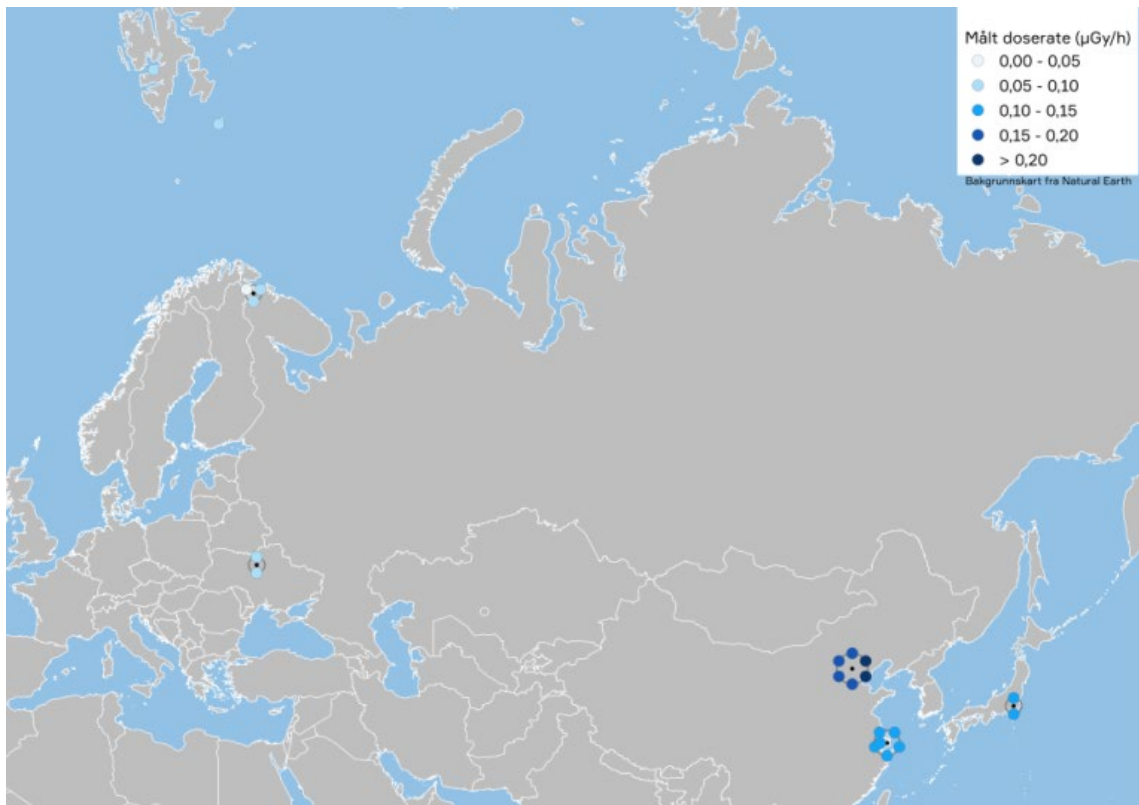 Målt doserate (µGy/h)
0,00 - 0,05
0,05 - 0,10
0,10 - 0,15
0,15 - 0,20
> 0,20
Bakgrunnskart fra Natural Earth